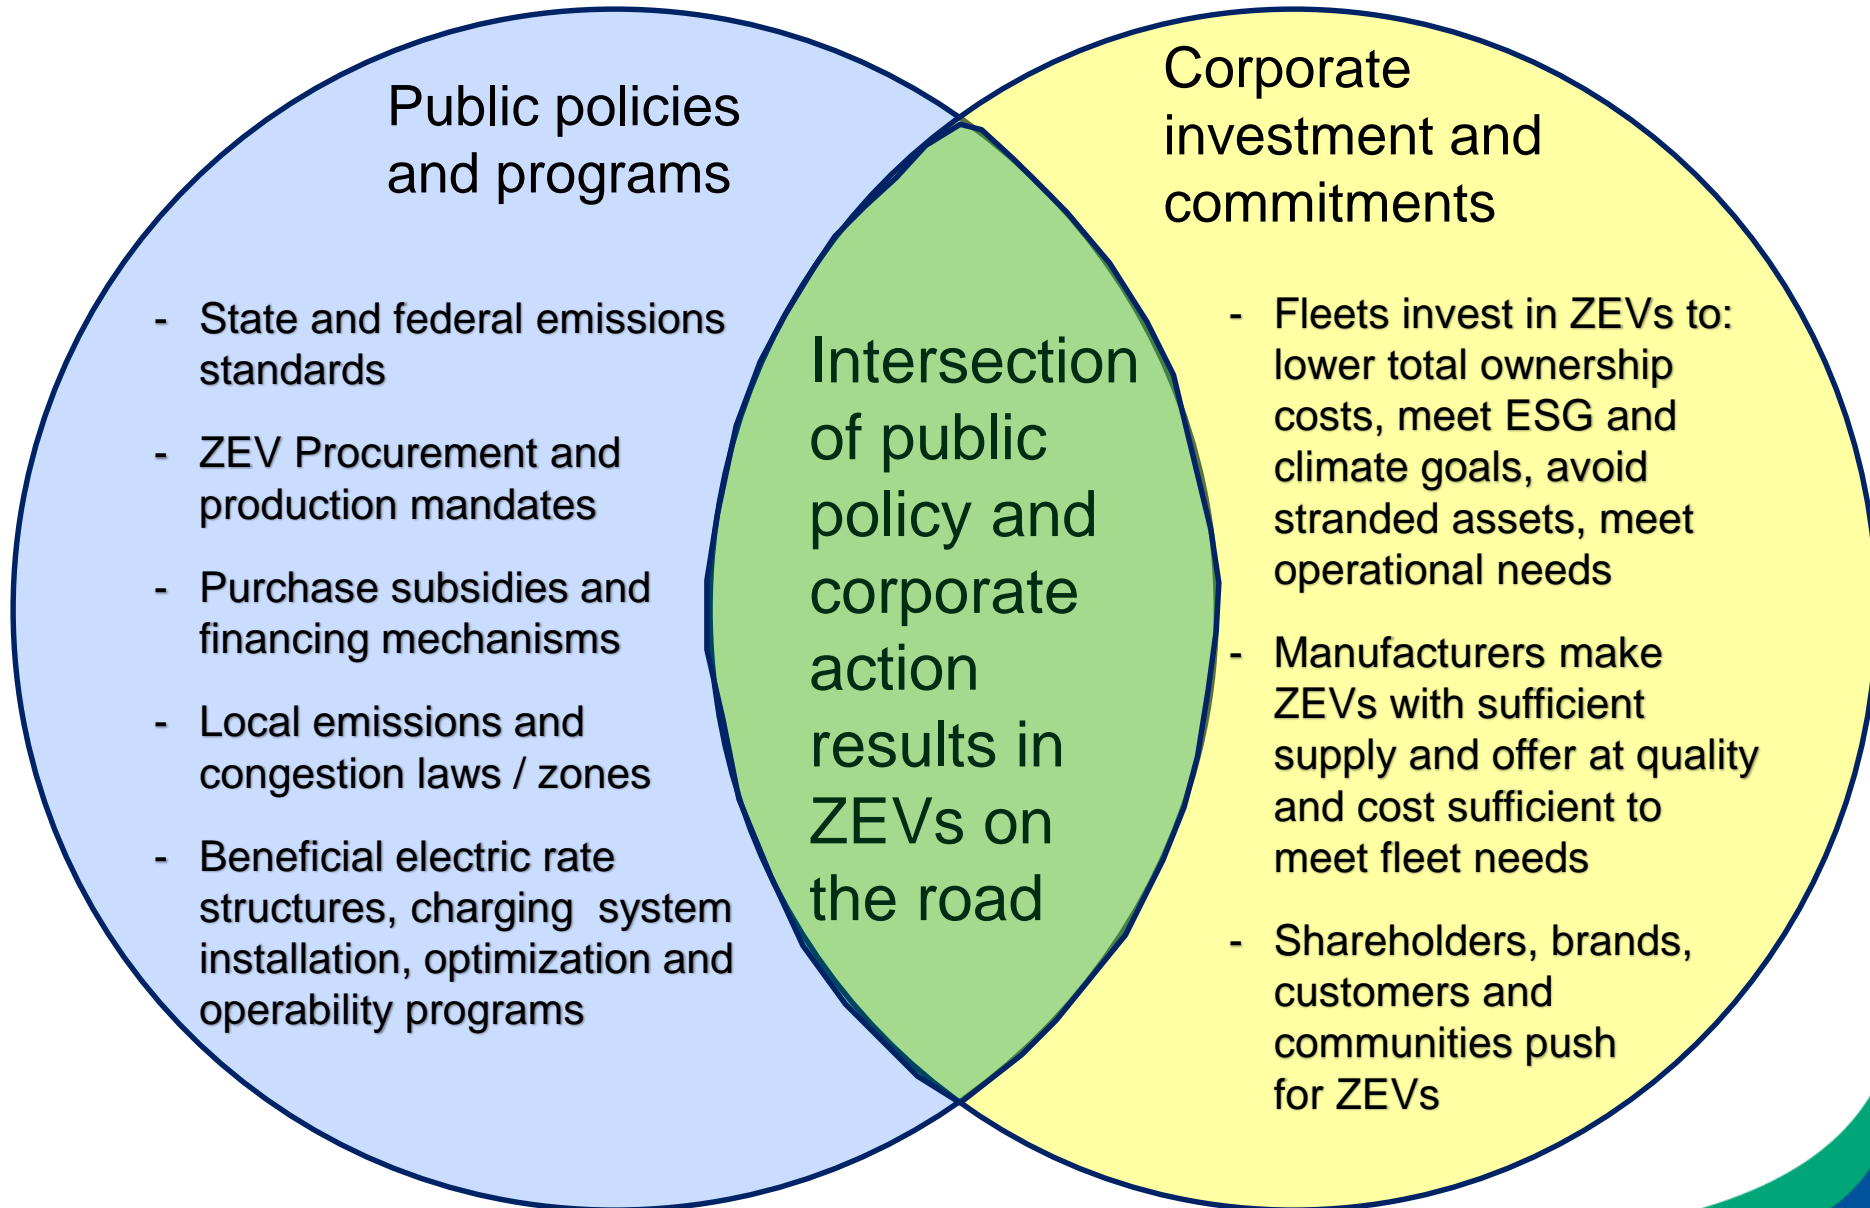 Public policies
and programs
- State and federal emissions
standards
- ZEV Procurement and
production mandates
- Purchase subsidies and
financing mechanisms
- Local emissions and
congestion laws / zones
- Beneficial electric rate
structures, charging  system
installation, optimization and
operability programs
Intersection
of public
policy and
corporate
action
results in
ZEVs on
the road
Corporate
investment and
commitments
- Fleets invest in ZEVs to:
lower total ownership
costs, meet ESG and
climate goals, avoid
stranded assets, meet
operational needs
- Manufacturers make
ZEVs with sufficient
supply and offer at quality
and cost sufficient to
meet fleet needs
- Shareholders, brands,
customers and
communities push
for ZEVs